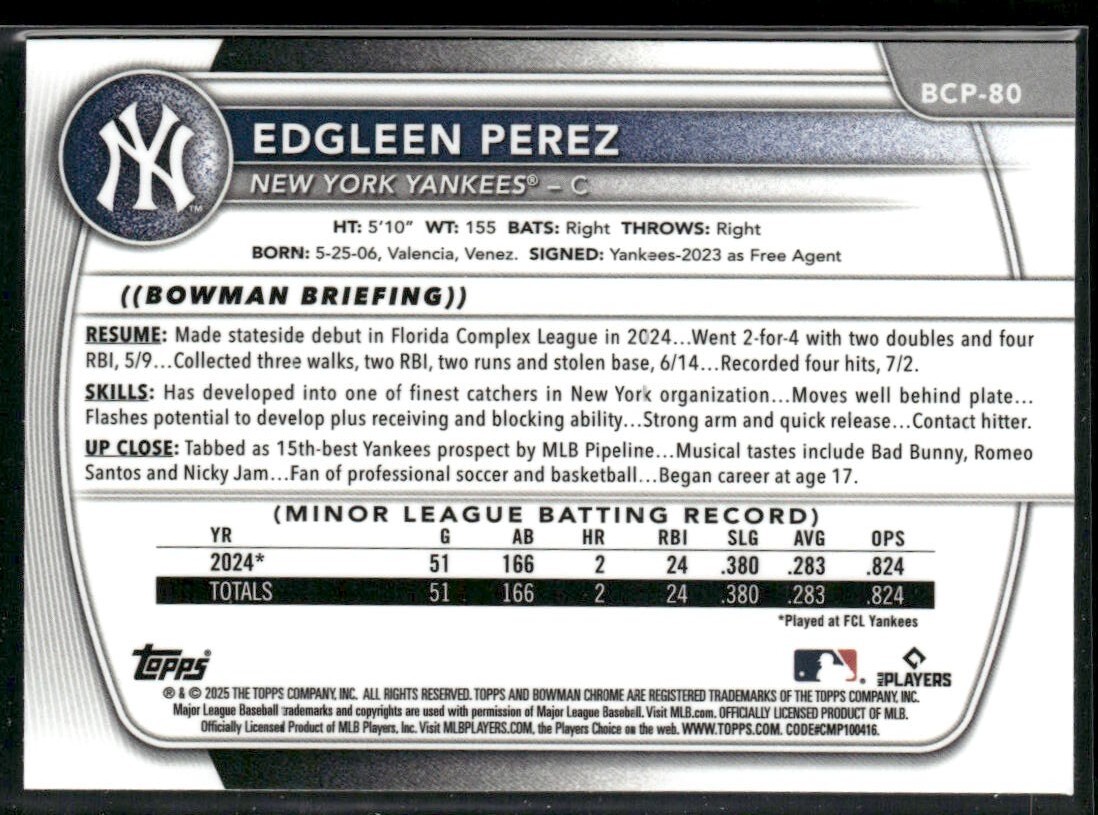 BCP-80
NY
TM
EDGLEEN PEREZ
NEW YORK YANKEES® – C
HT: 5'10" WT: 155 BATS: Right THROWS: Right
BORN: 5-25-06, Valencia, Venez. SIGNED: Yankees-2023 as Free Agent
((BOWMAN BRIEFING))
RESUME: Made stateside debut in Florida Complex League in 2024...Went 2-for-4 with two doubles and four
RBI, 5/9...Collected three walks, two RBI, two runs and stolen base, 6/14...Recorded four hits, 7/2.
SKILLS: Has developed into one of finest catchers in New York organization...Moves well behind plate...
Flashes potential to develop plus receiving and blocking ability...Strong arm and quick release...Contact hitter.
UP CLOSE: Tabbed as 15th-best Yankees prospect by MLB Pipeline...Musical tastes include Bad Bunny, Romeo
Santos and Nicky Jam...Fan of professional soccer and basketball...Began career at age 17.
(MINOR LEAGUE BATTING RECORD)
YR G AB HR RBI SLG AVG OPS
2024* 51 166 2 24 .380 .283 .824
TOTALS 51 166 2 24 .380 .283 .824
*Played at FCL Yankees
Topps®
MLB PLAYERS
® & © 2025 THE TOPPS COMPANY, INC. ALL RIGHTS RESERVED. TOPPS AND BOWMAN CHROME ARE REGISTERED TRADEMARKS OF THE TOPPS COMPANY, INC.
Major League Baseball trademarks and copyrights are used with permission of Major League Baseball. Visit MLB.com. OFFICIALLY LICENSED PRODUCT OF MLB.
Officially Licensed Product of MLB Players, Inc. Visit MLBPLAYERS.COM, the Players Choice on the web. WWW.TOPPS.COM. CODE#CMP100416.